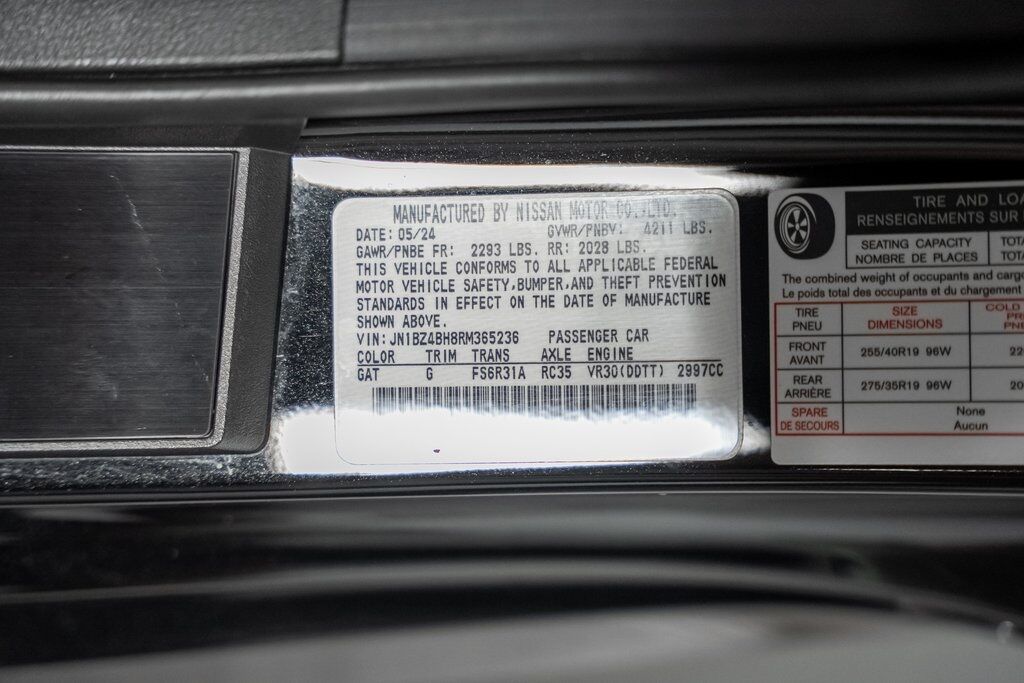 MANUFACTURED BY NISSAN MOTOR CO.,LTD.
DATE: 05/24 GVWR/PNBV: 4211 LBS.
GAWR/PNBE FR: 2293 LBS. RR: 2028 LBS.
THIS VEHICLE CONFORMS TO ALL APPLICABLE FEDERAL
MOTOR VEHICLE SAFETY,BUMPER,AND THEFT PREVENTION
STANDARDS IN EFFECT ON THE DATE OF MANUFACTURE
SHOWN ABOVE.
VIN: JN1BZ4BH8RM365236 PASSENGER CAR
COLOR TRIM TRANS AXLE ENGINE
GAT G FS6R31A RC35 VR30(DDTT) 2997CC
TIRE AND LOA
RENSEIGNEMENTS SUR
SEATING CAPACITY TOTA
NOMBRE DE PLACES TOTA
The combined weight of occupants and carg
Le poids total des occupants et du chargement
TIRE SIZE COLD
PNEU DIMENSIONS
FRONT
AVANT 255/40R19 96W 22
REAR
ARRIÈRE 275/35R19 96W 20
SPARE None
DE SECOURS Aucun